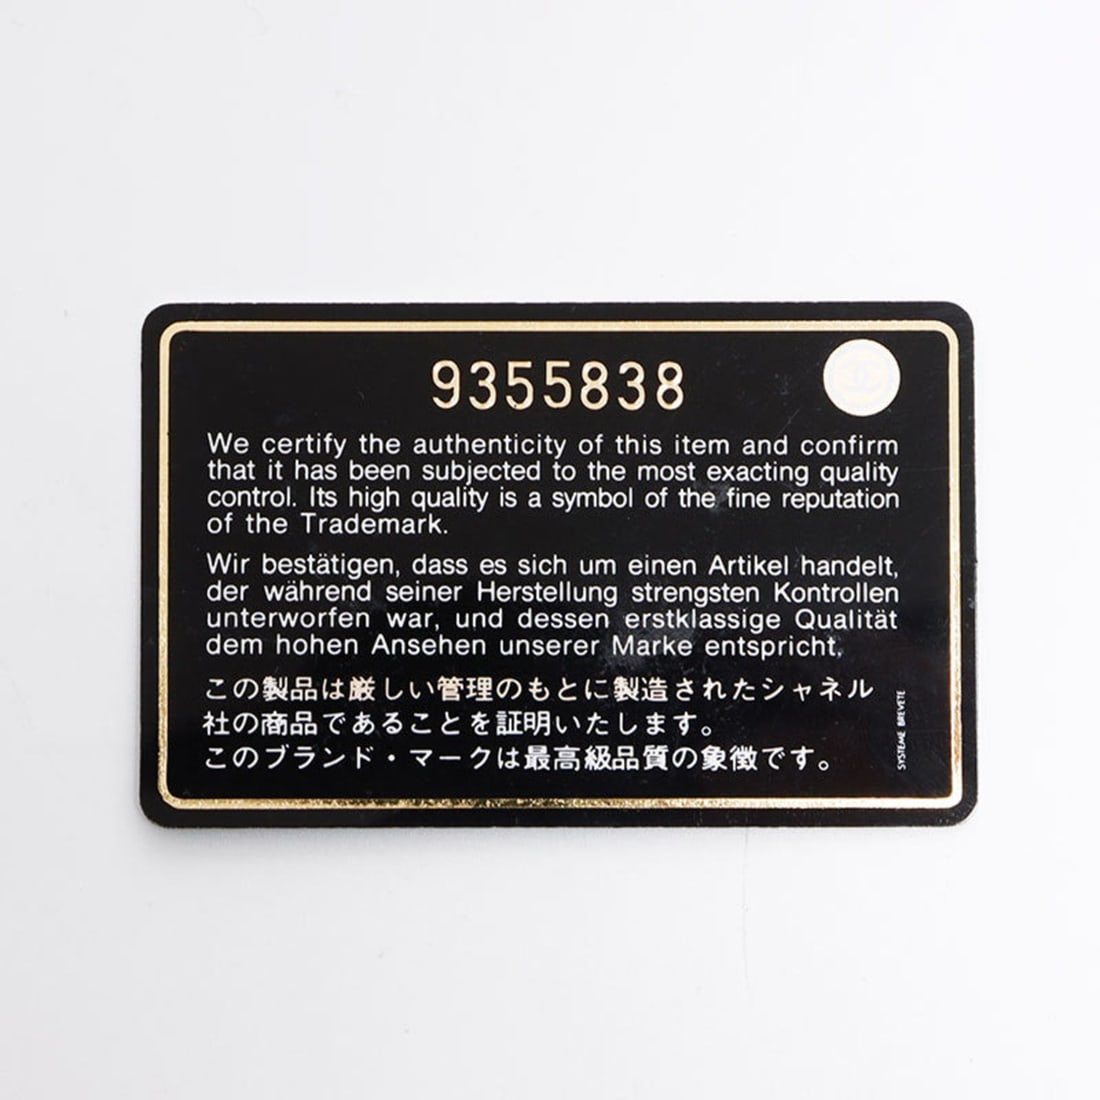 9355838
We certify the authenticity of this item and confirm
that it has been subjected to the most exacting quality
control. Its high quality is a symbol of the fine reputation
of the Trademark.
Wir bestätigen, dass es sich um einen Artikel handelt,
der während seiner Herstellung strengsten Kontrollen
unterworfen war, und dessen erstklassige Qualität
dem hohen Ansehen unserer Marke entspricht.
この製品は厳しい管理のもとに製造されたシャネル
社の商品であることを証明いたします。
このブランド・マークは最高級品質の象徴です。
SYSTEME BREVETE